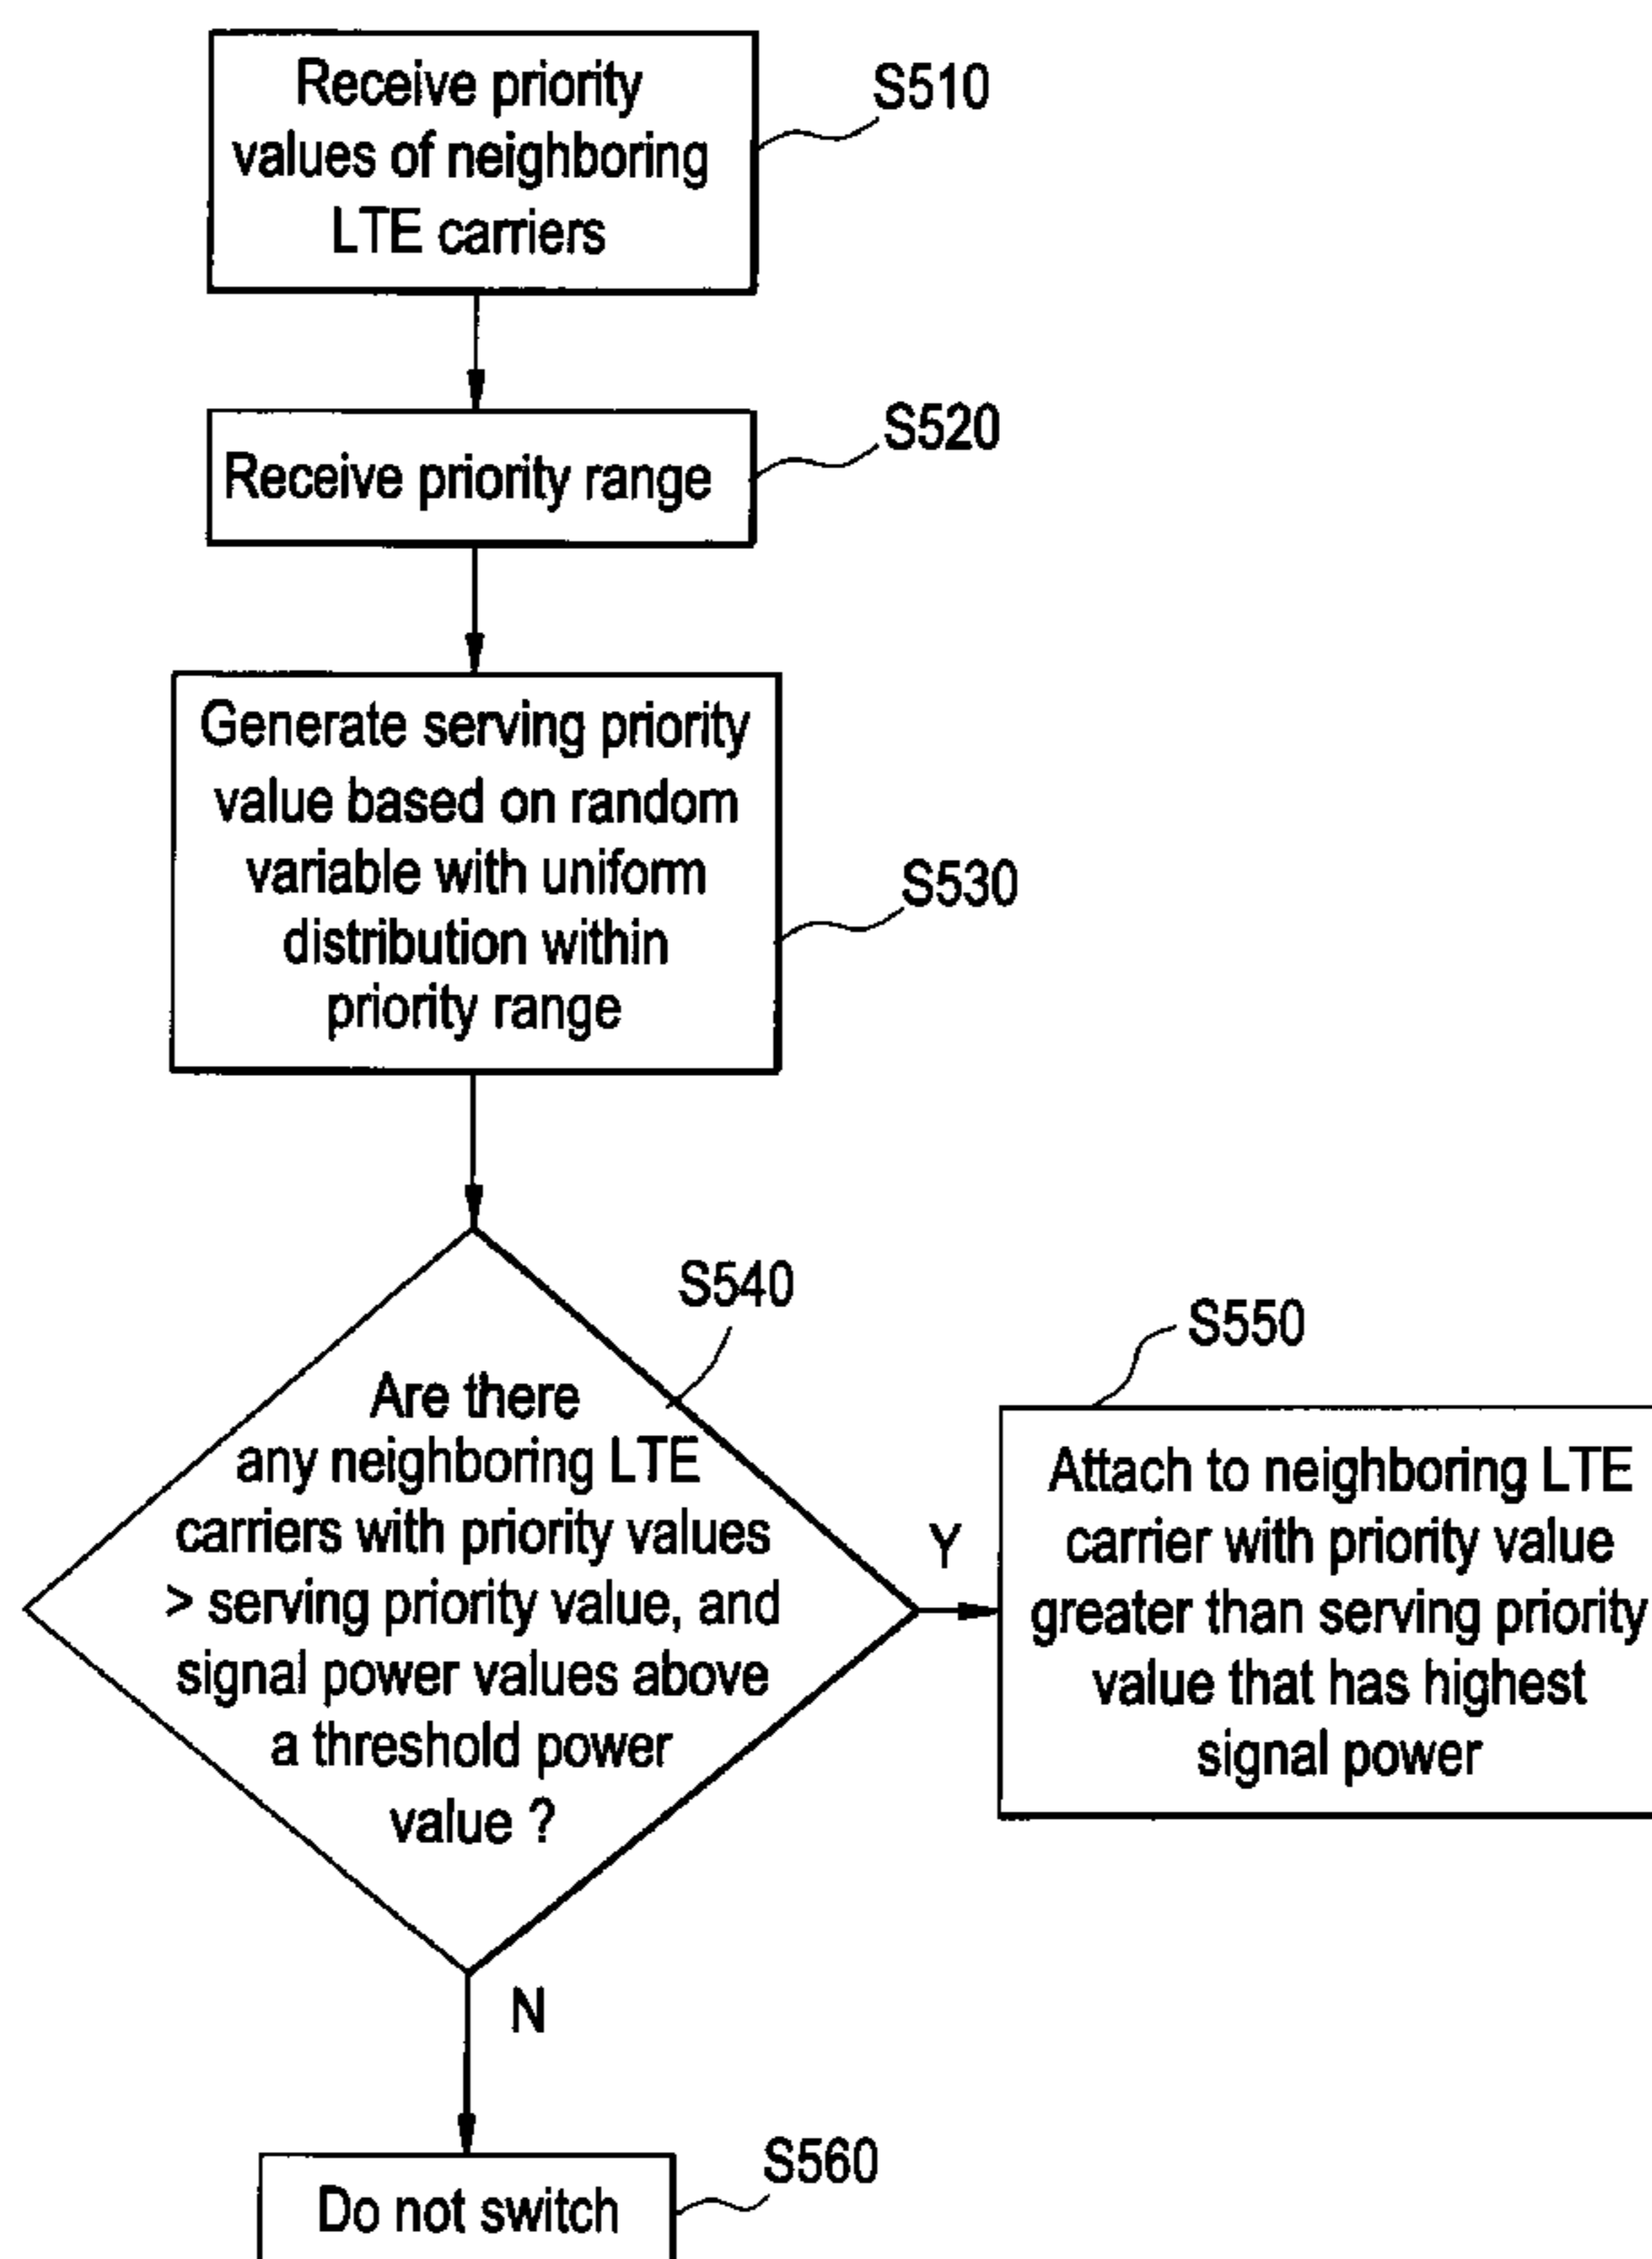 Receive priority
values of neighboring
LTE carriers
S510
Receive priority range
S520
Generate serving priority
value based on random
variable with uniform
distribution within
priority range
S530
Are there
any neighboring LTE
carriers with priority values
> serving priority value, and
signal power values above
a threshold power
value ?
S540
Y
Attach to neighboring LTE
carrier with priority value
greater than serving priority
value that has highest
signal power
S550
N
Do not switch
S560